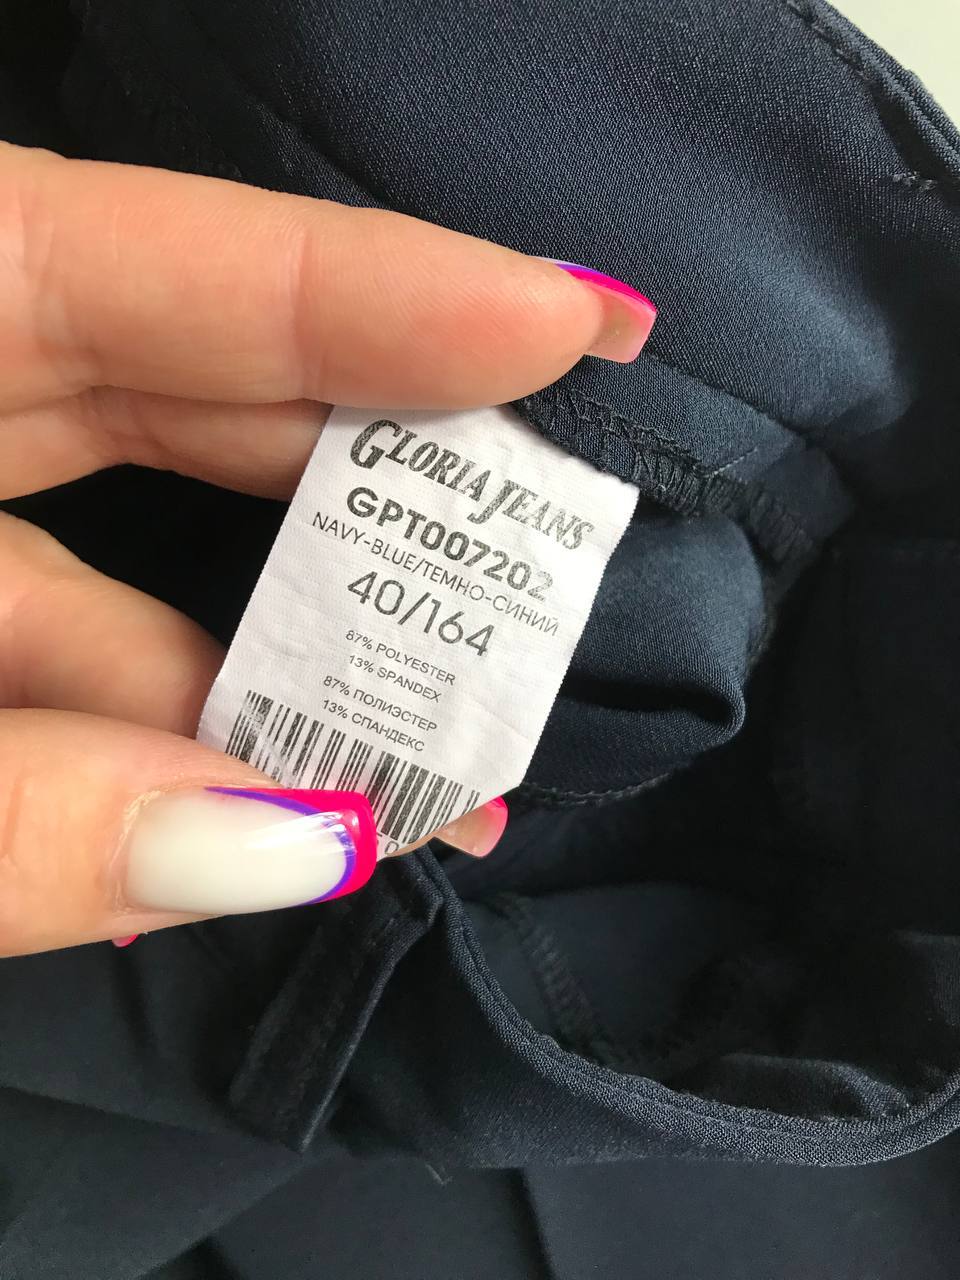 GLORIA JEANS
GPT007202
NAVY-BLUE/ТЕМНО-СИНИЙ
40/164
87% POLYESTER
13% SPANDEX
87% ПОЛИЭСТЕР
13% СПАНДЕКС